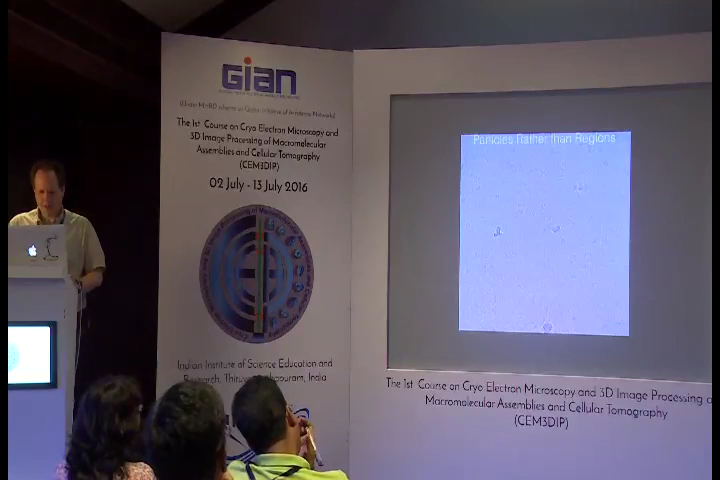 GIAN
The 1st Course on Cryo Electron Microscopy and
3D Image Processing of Macromolecular
Assemblies and Cellular Tomography
(CEM3DIP)
02 July - 13 July 2016
Indian Institute of Science Education and
Research, India
Particles Rather than Regions
The 1st Course on Cryo Electron Microscopy and 3D Image Processing
Macromolecular Assemblies and Cellular Tomography
(CEM3DIP)